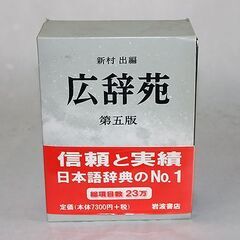 新村 出編
広辞苑
第五版
信頼と実績
日本語辞典のNo.1
総項目数 23万
定価(本体7300円+税)
岩波書店